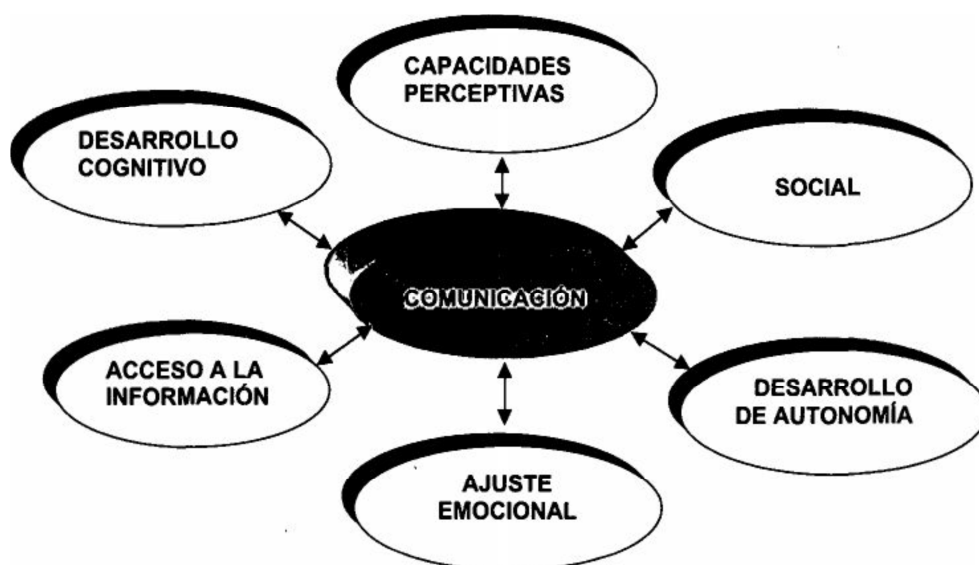 CAPACIDADES
PERCEPTIVAS
DESARROLLO
COGNITIVO
SOCIAL
COMUNICACIÓN
ACCESO A LA
INFORMACIÓN
DESARROLLO
DE AUTONOMÍA
AJUSTE
EMOCIONAL